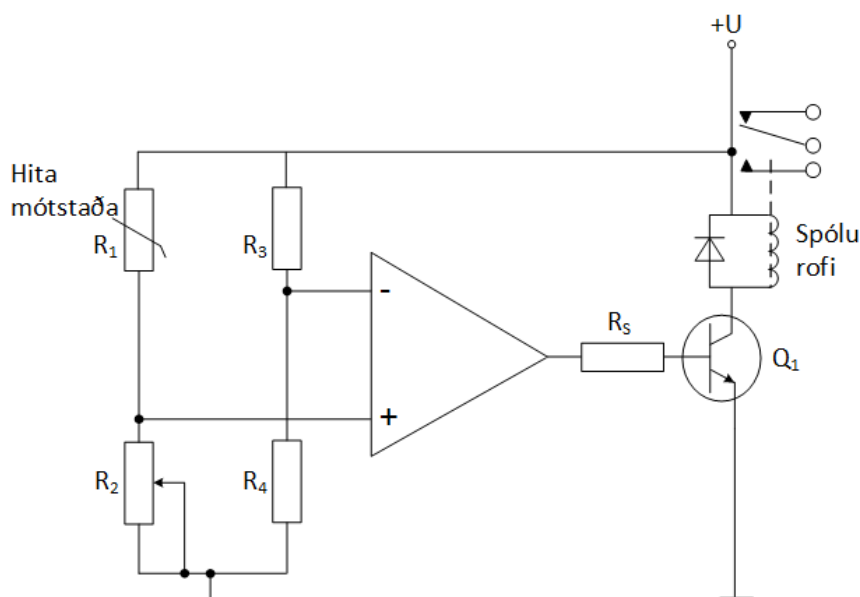 +U
Hita
mótstaða
R₁
R₃
Spólu
rofi
-
Rₛ
Q₁
+
R₂
R₄